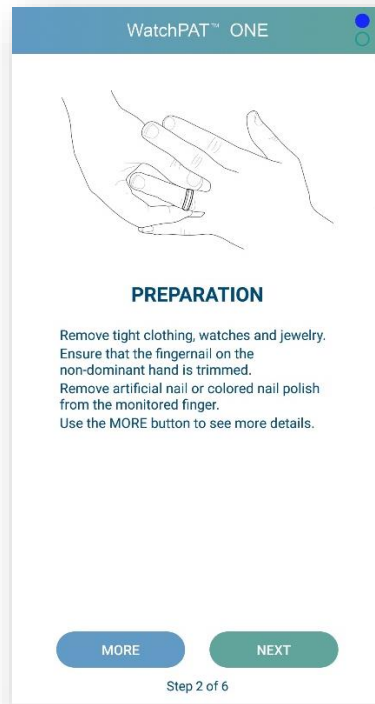 WatchPAT™ ONE
PREPARATION
Remove tight clothing, watches and jewelry.
Ensure that the fingernail on the
non-dominant hand is trimmed.
Remove artificial nail or colored nail polish
from the monitored finger.
Use the MORE button to see more details.
MORE NEXT
Step 2 of 6